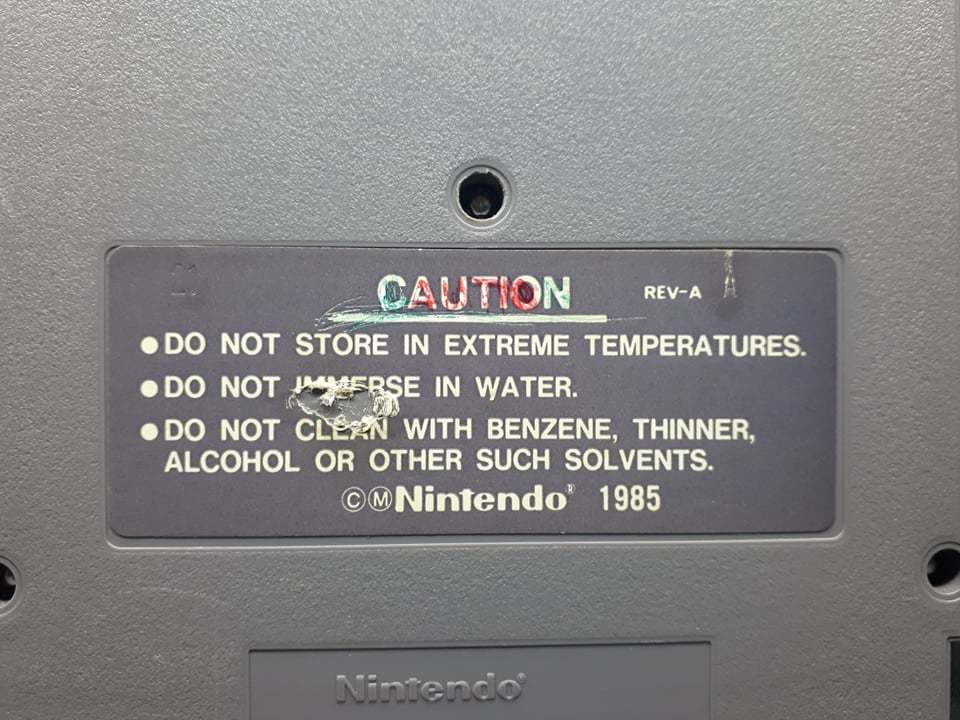 CAUTION REV-A
●DO NOT STORE IN EXTREME TEMPERATURES.
●DO NOT IMMERSE IN WATER.
●DO NOT CLEAN WITH BENZENE, THINNER,
ALCOHOL OR OTHER SUCH SOLVENTS.
©ⓂNintendo® 1985
Nintendo®